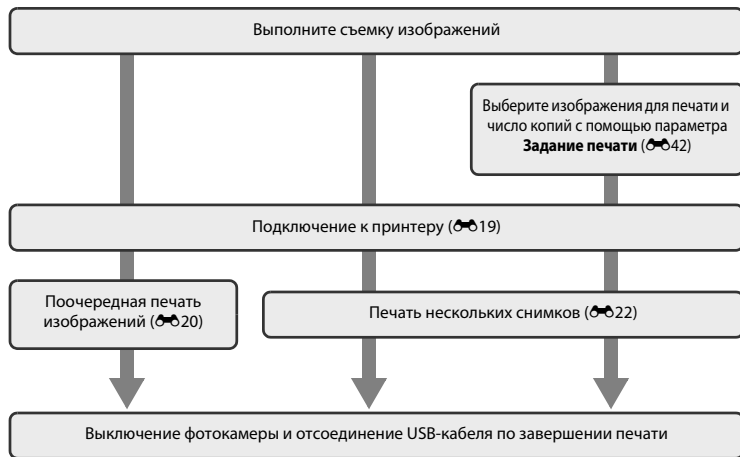 Выполните съемку изображений
Выберите изображения для печати и
число копий с помощью параметра
Задание печати (42)
Подключение к принтеру (19)
Поочередная печать
изображений (20)
Печать нескольких снимков (22)
Выключение фотокамеры и отсоединение USB-кабеля по завершении печати